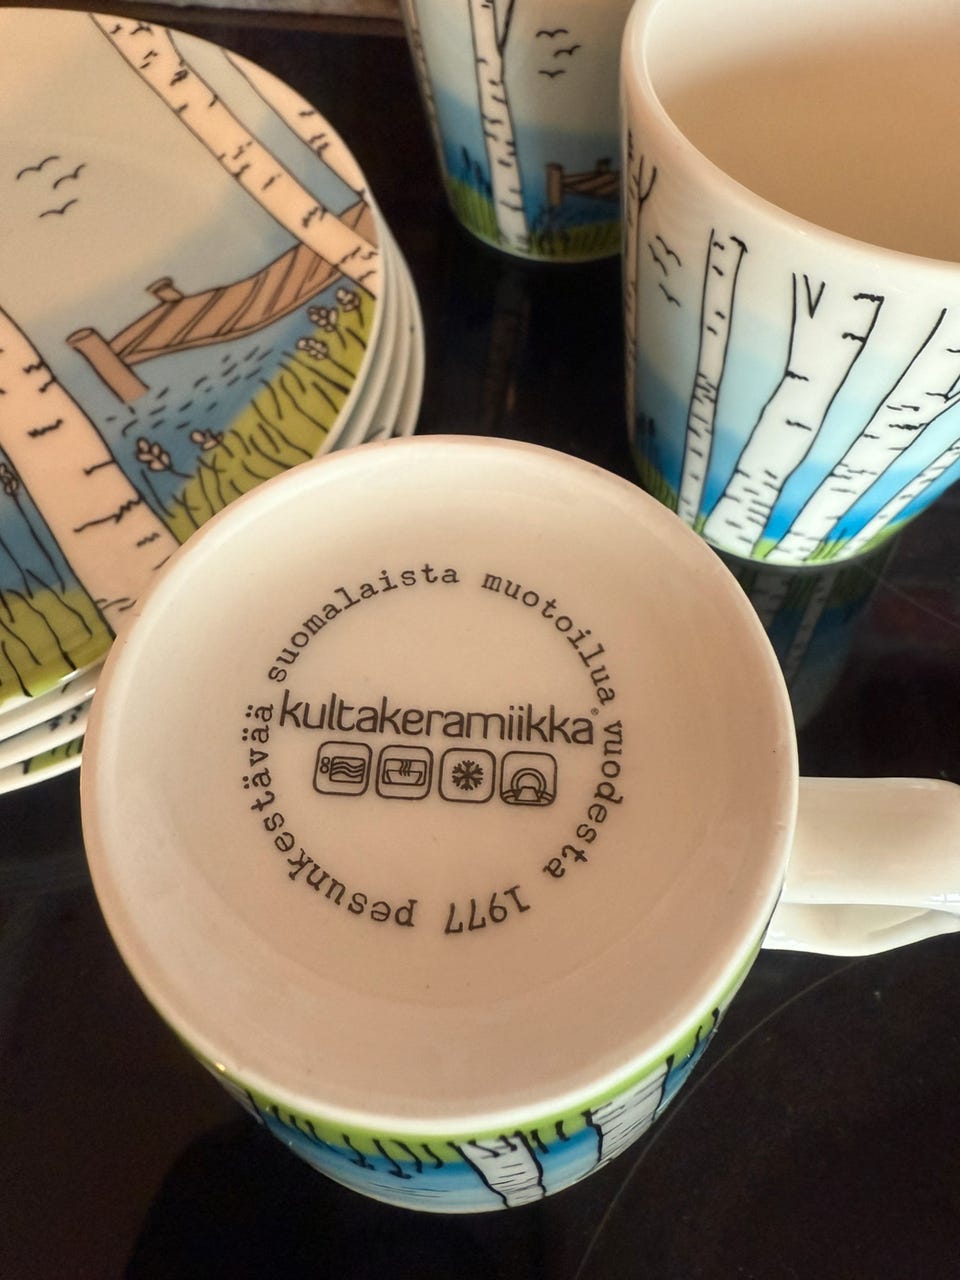 pesunkestävää suomalaista muotoilua vuodesta 1977
kultakeramiikka®